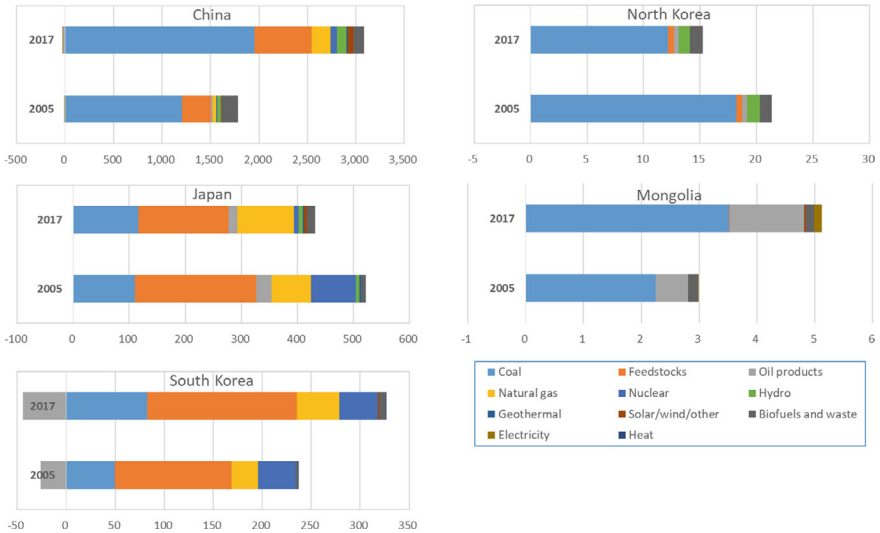 China
2017
2005
-500 0 500 1,000 1,500 2,000 2,500 3,000 3,500
North Korea
2017
2005
-5 0 5 10 15 20 25 30
Japan
2017
2005
-100 0 100 200 300 400 500 600
Mongolia
2017
2005
-1 0 1 2 3 4 5 6
South Korea
2017
2005
-50 0 50 100 150 200 250 300 350
Coal Feedstocks Oil products
Natural gas Nuclear Hydro
Geothermal Solar/wind/other Biofuels and waste
Electricity Heat